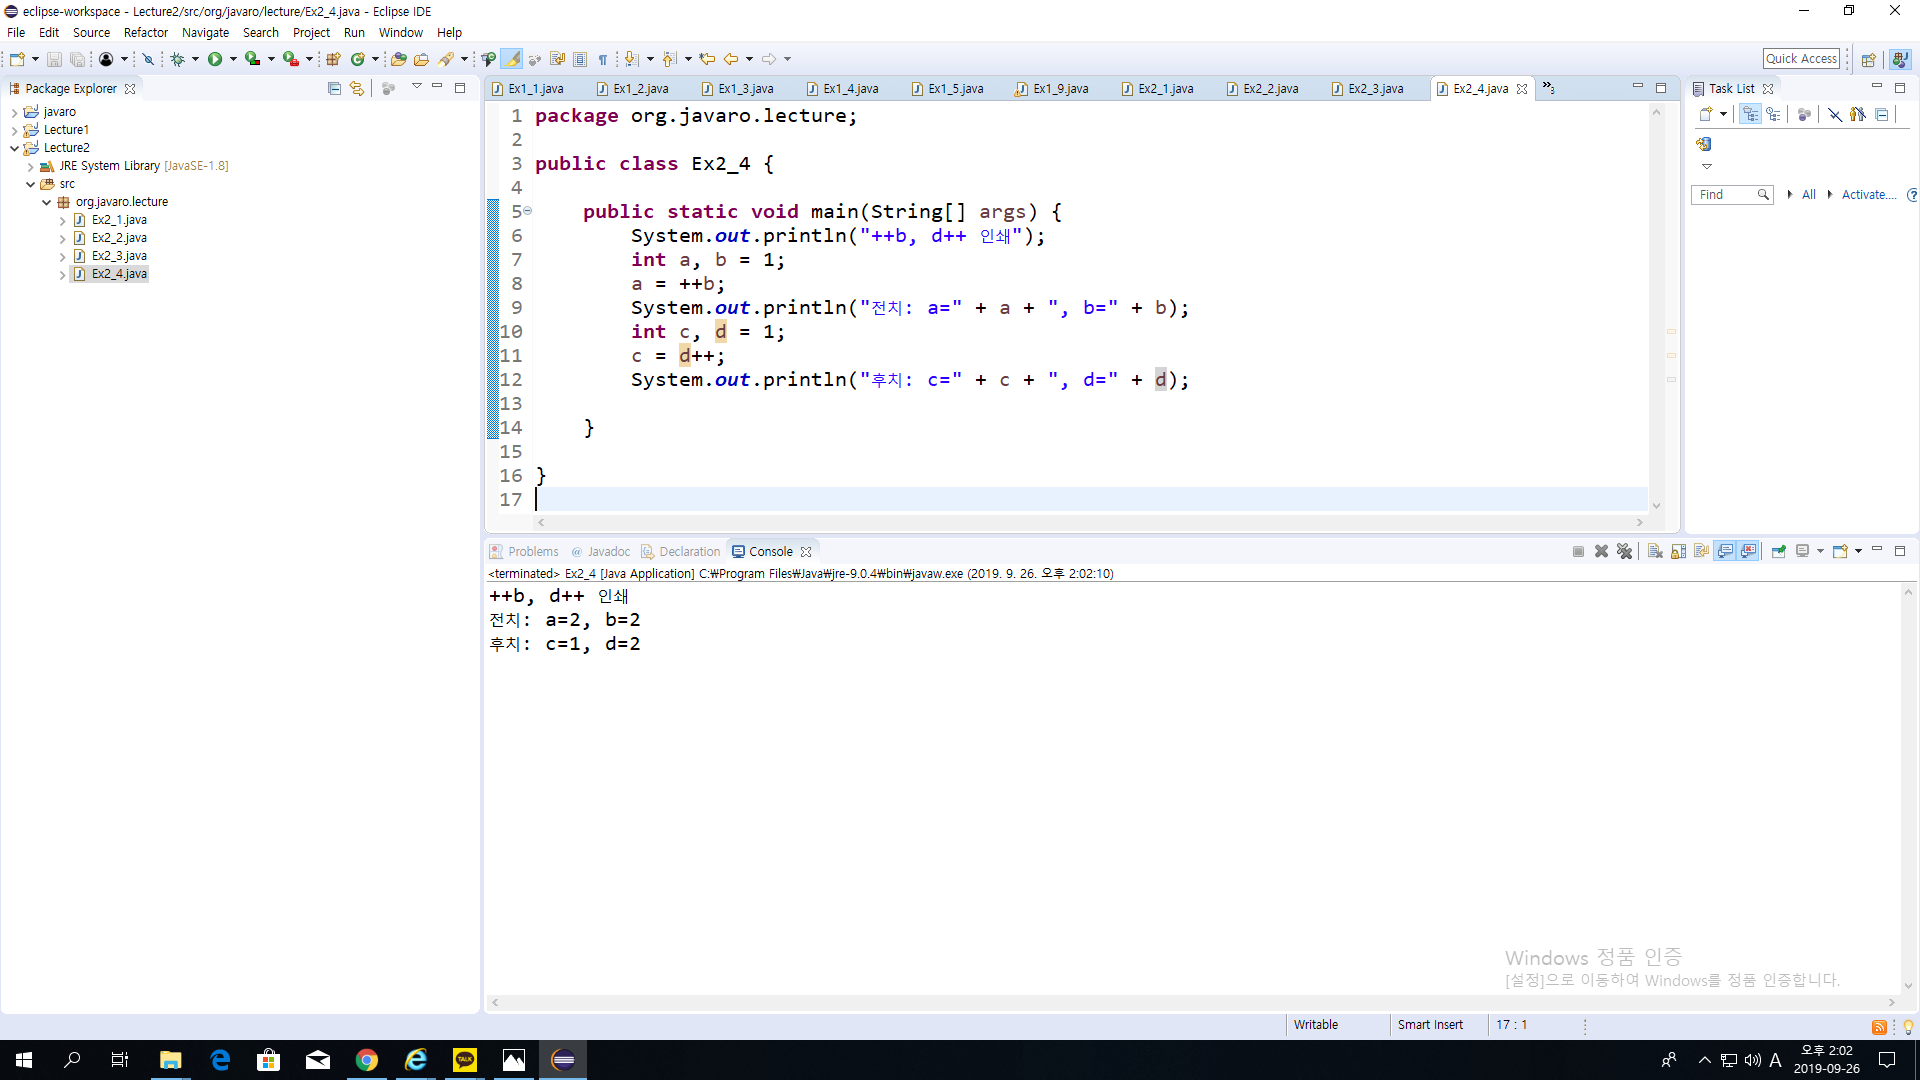 eclipse-workspace - Lecture2/src/org/javaro/lecture/Ex2_4.java - Eclipse IDE
File Edit Source Refactor Navigate Search Project Run Window Help
Quick Access
Package Explorer
javaro
Lecture1
Lecture2
JRE System Library [JavaSE-1.8]
src
org.javaro.lecture
Ex2_1.java
Ex2_2.java
Ex2_3.java
Ex2_4.java
Ex1_1.java Ex1_2.java Ex1_3.java Ex1_4.java Ex1_5.java Ex1_9.java Ex2_1.java Ex2_2.java Ex2_3.java Ex2_4.java »3
1 package org.javaro.lecture;
2
3 public class Ex2_4 {
4
5 public static void main(String[] args) {
6 System.out.println("++b, d++ 인쇄");
7 int a, b = 1;
8 a = ++b;
9 System.out.println("전치: a=" + a + ", b=" + b);
10 int c, d = 1;
11 c = d++;
12 System.out.println("후치: c=" + c + ", d=" + d);
13
14 }
15
16 }
17
Task List
Find All Activate...
Problems Javadoc Declaration Console
<terminated> Ex2_4 [Java Application] C:₩Program Files₩Java₩jre-9.0.4₩bin₩javaw.exe (2019. 9. 26. 오후 2:02:10)
++b, d++ 인쇄
전치: a=2, b=2
후치: c=1, d=2
Windows 정품 인증
[설정]으로 이동하여 Windows를 정품 인증합니다.
Writable Smart Insert 17 : 1
TALK
A
오후 2:02
2019-09-26